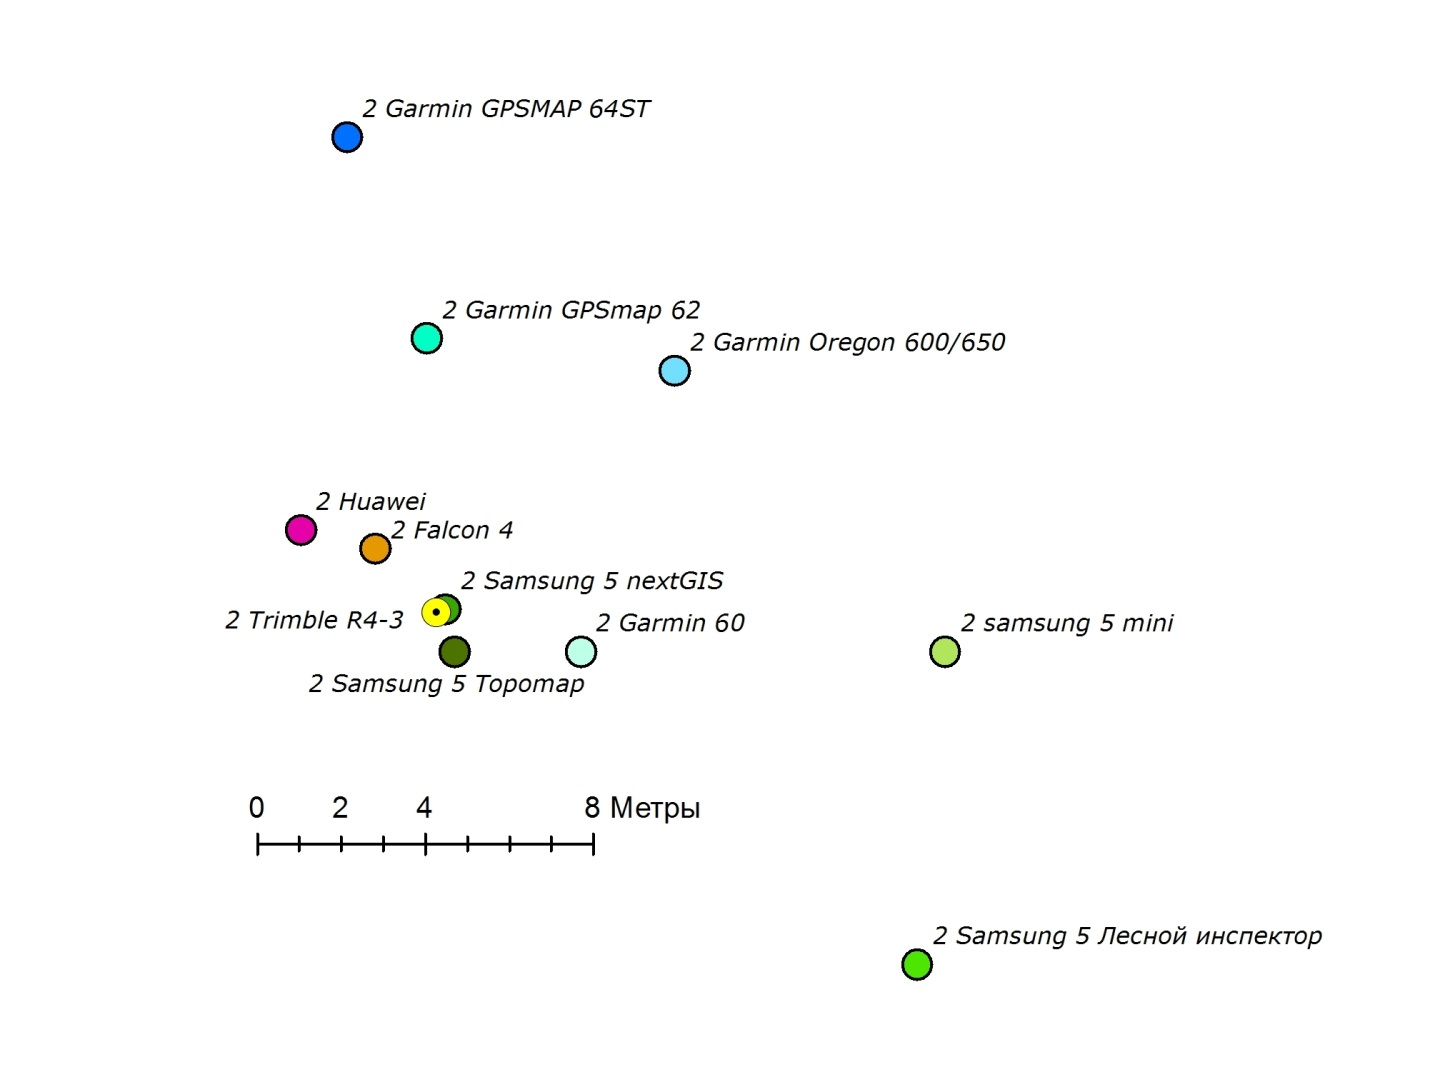 2 Garmin GPSMAP 64ST
2 Garmin GPSmap 62
2 Garmin Oregon 600/650
2 Huawei
2 Falcon 4
2 Samsung 5 nextGIS
2 Trimble R4-3
2 Garmin 60
2 samsung 5 mini
2 Samsung 5 Topomap
0 2 4 8 Метры
2 Samsung 5 Лесной инспектор